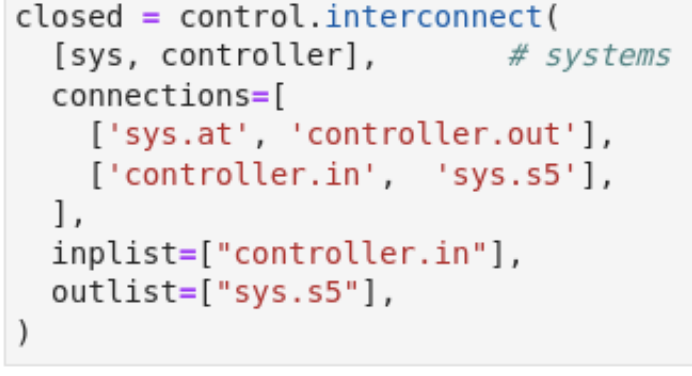 closed = control.interconnect(
  [sys, controller],       # systems
  connections=[
    ['sys.at', 'controller.out'],
    ['controller.in',  'sys.s5'],
  ],
  inplist=["controller.in"],
  outlist=["sys.s5"],
)